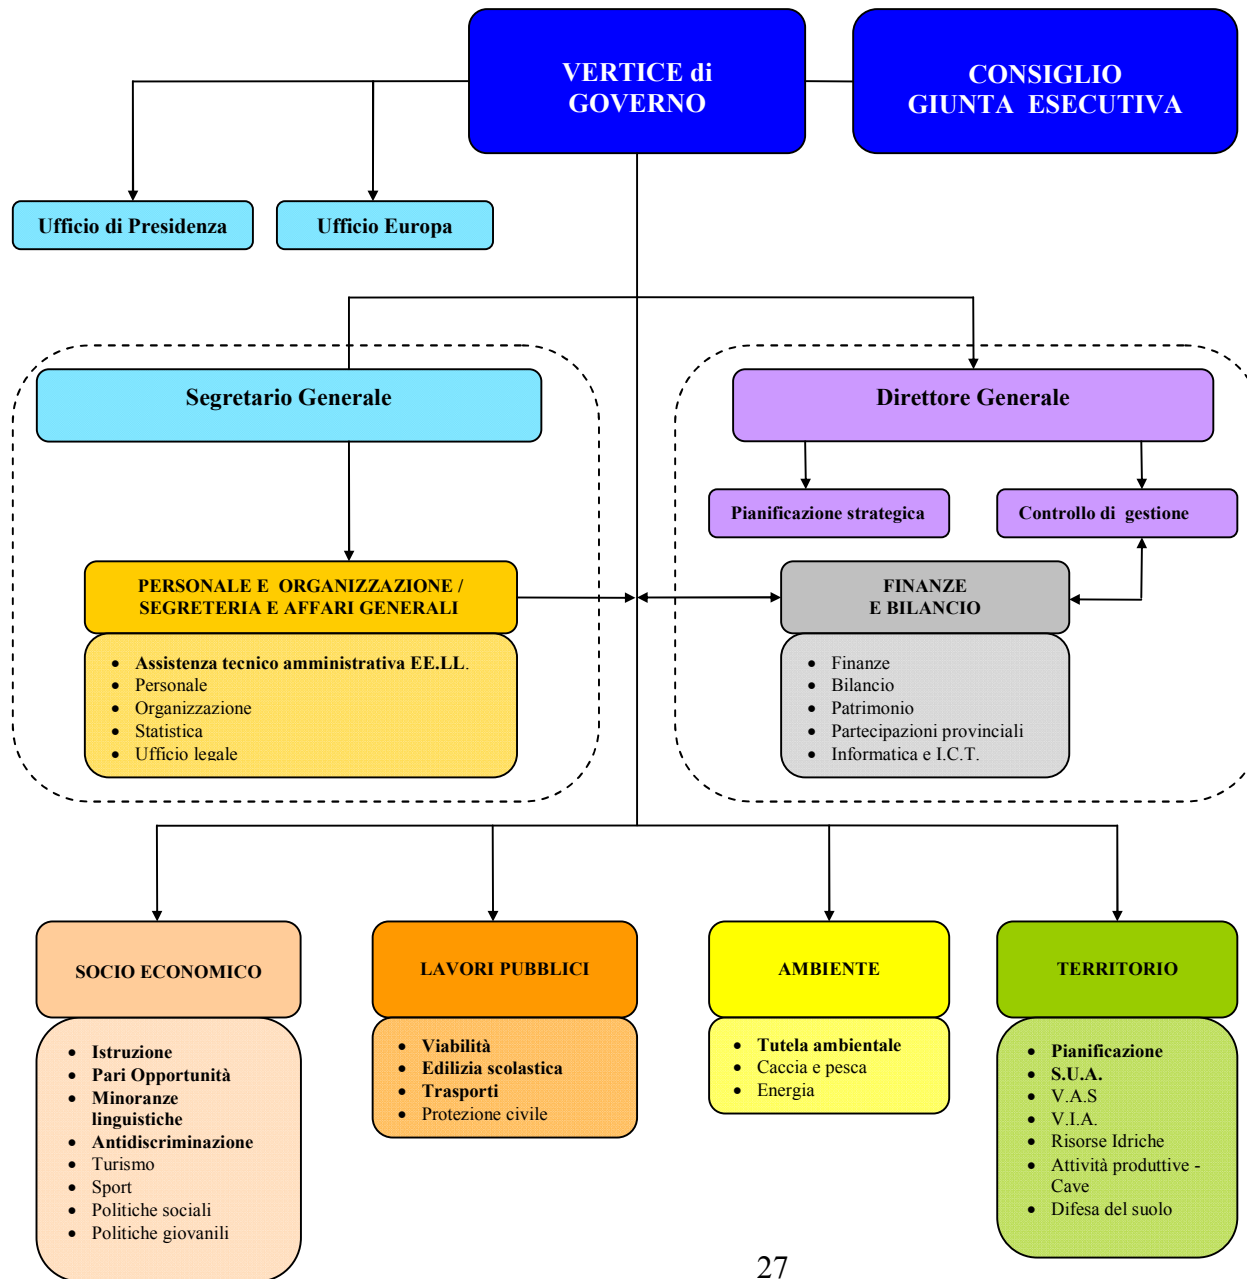 VERTICE di
GOVERNO
CONSIGLIO
GIUNTA ESECUTIVA
Ufficio di Presidenza
Ufficio Europa
Segretario Generale
Direttore Generale
Pianificazione strategica
Controllo di gestione
PERSONALE E ORGANIZZAZIONE /
SEGRETERIA E AFFARI GENERALI
• Assistenza tecnico amministrativa EE.LL.
• Personale
• Organizzazione
• Statistica
• Ufficio legale
FINANZE
E BILANCIO
• Finanze
• Bilancio
• Patrimonio
• Partecipazioni provinciali
• Informatica e I.C.T.
SOCIO ECONOMICO
• Istruzione
• Pari Opportunità
• Minoranze
linguistiche
• Antidiscriminazione
• Turismo
• Sport
• Politiche sociali
• Politiche giovanili
LAVORI PUBBLICI
• Viabilità
• Edilizia scolastica
• Trasporti
• Protezione civile
AMBIENTE
• Tutela ambientale
• Caccia e pesca
• Energia
TERRITORIO
• Pianificazione
• S.U.A.
• V.A.S
• V.I.A.
• Risorse Idriche
• Attività produttive -
Cave
• Difesa del suolo
27